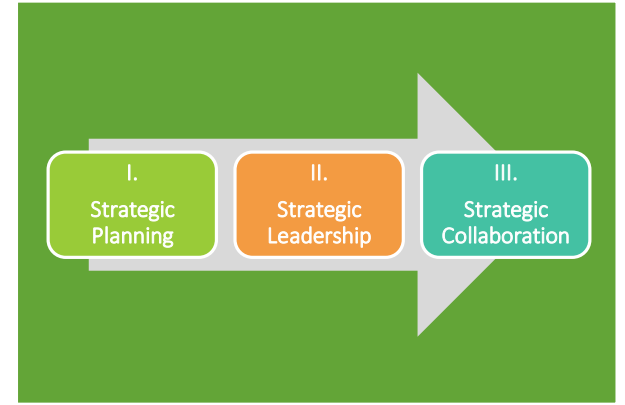 I.
Strategic
Planning
II.
Strategic
Leadership
III.
Strategic
Collaboration